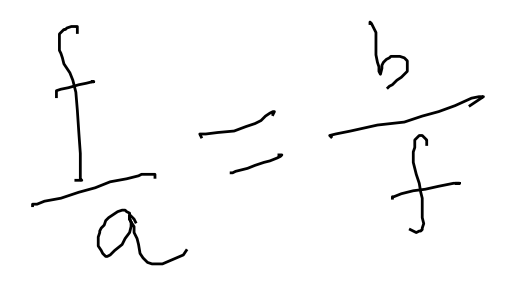 f/a = b/f